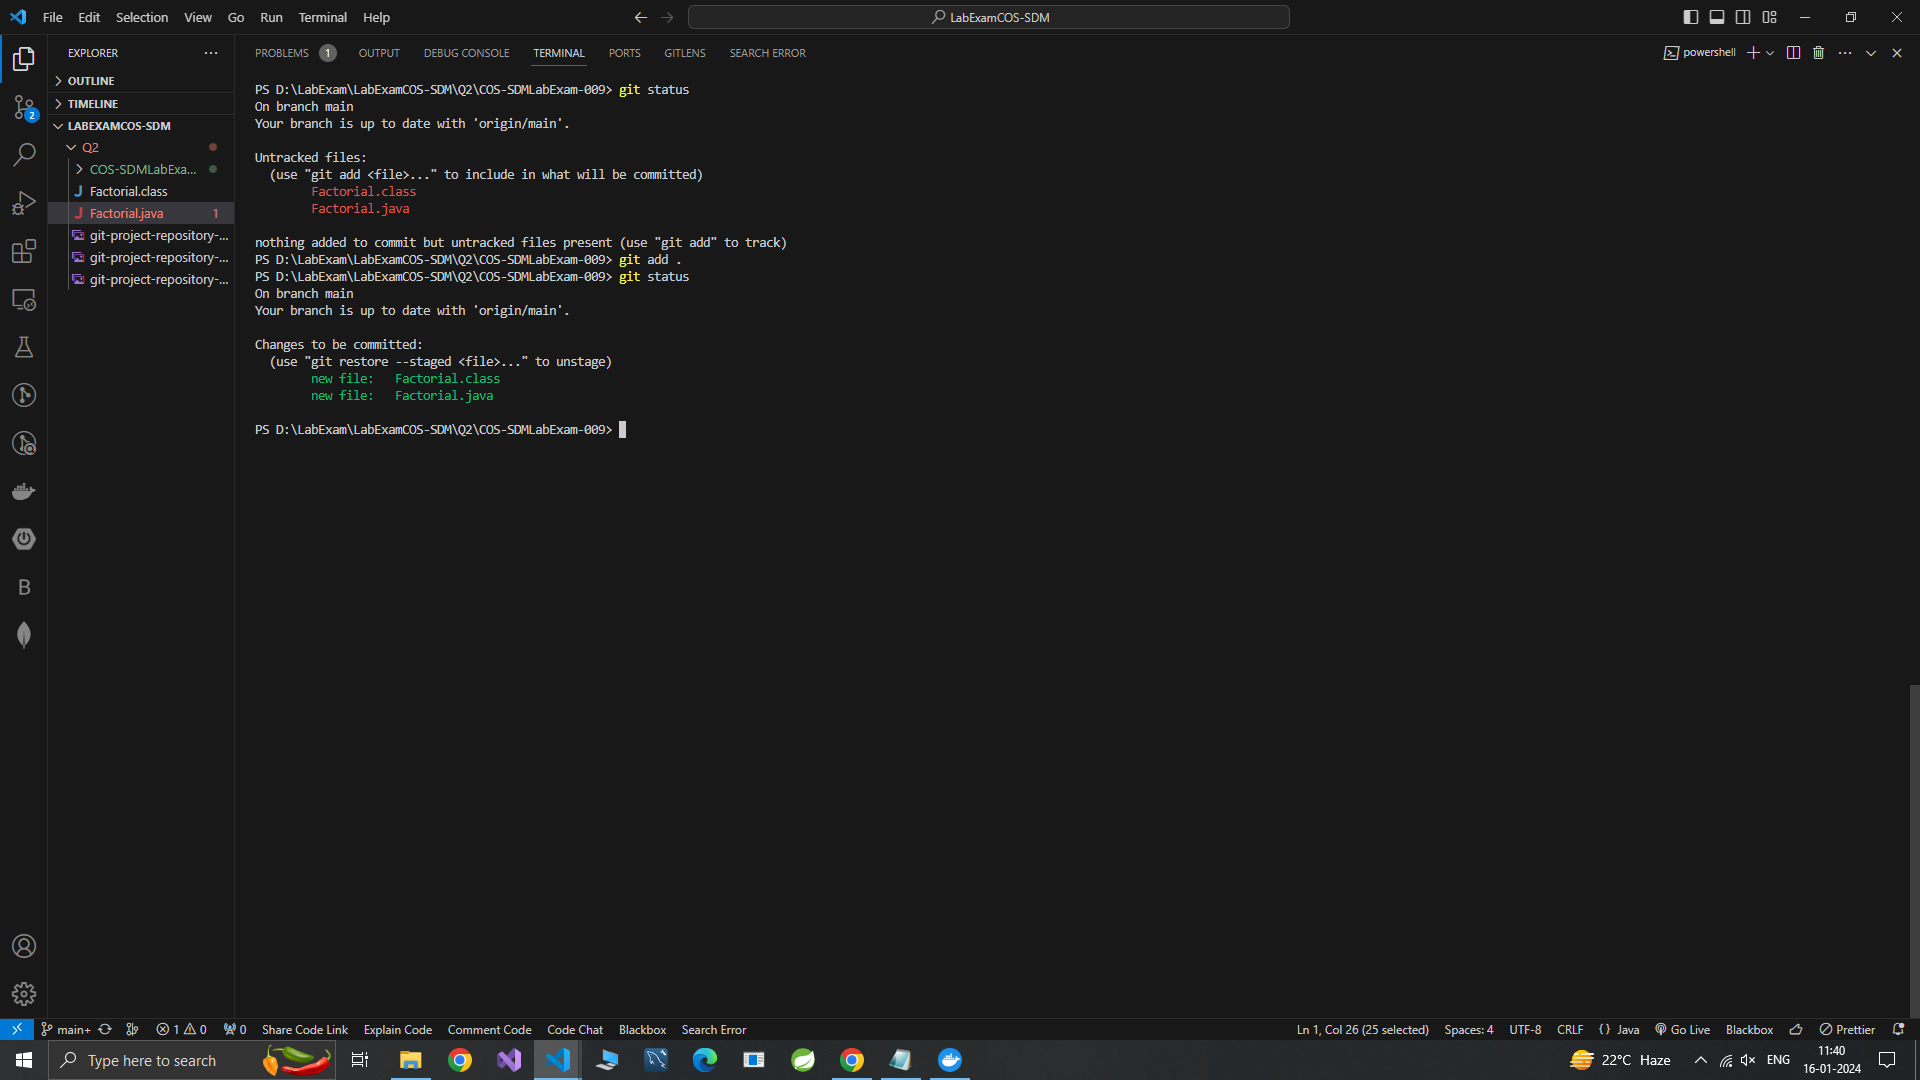 File Edit Selection View Go Run Terminal Help
LabExamCOS-SDM
EXPLORER
OUTLINE
TIMELINE
LABEXAMCOS-SDM
Q2
COS-SDMLabExa...
Factorial.class
Factorial.java 1
git-project-repository-...
git-project-repository-...
git-project-repository-...
2
B
PROBLEMS 1 OUTPUT DEBUG CONSOLE TERMINAL PORTS GITLENS SEARCH ERROR
powershell
PS D:\LabExam\LabExamCOS-SDM\Q2\COS-SDMLabExam-009> git status
On branch main
Your branch is up to date with 'origin/main'.
Untracked files:
(use "git add <file>..." to include in what will be committed)
Factorial.class
Factorial.java
nothing added to commit but untracked files present (use "git add" to track)
PS D:\LabExam\LabExamCOS-SDM\Q2\COS-SDMLabExam-009> git add .
PS D:\LabExam\LabExamCOS-SDM\Q2\COS-SDMLabExam-009> git status
On branch main
Your branch is up to date with 'origin/main'.
Changes to be committed:
(use "git restore --staged <file>..." to unstage)
new file: Factorial.class
new file: Factorial.java
PS D:\LabExam\LabExamCOS-SDM\Q2\COS-SDMLabExam-009>
main+ 1 0 0 Share Code Link Explain Code Comment Code Code Chat Blackbox Search Error Ln 1, Col 26 (25 selected) Spaces: 4 UTF-8 CRLF {} Java Go Live Blackbox Prettier
Type here to search
22°C Haze
ENG
11:40
16-01-2024